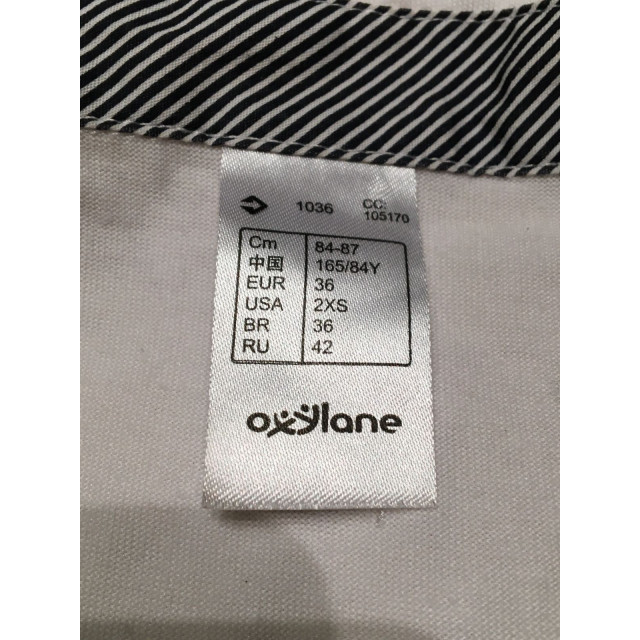 1036 CC:
105170
Cm 84-87
中国 165/84Y
EUR 36
USA 2XS
BR 36
RU 42
oxylane